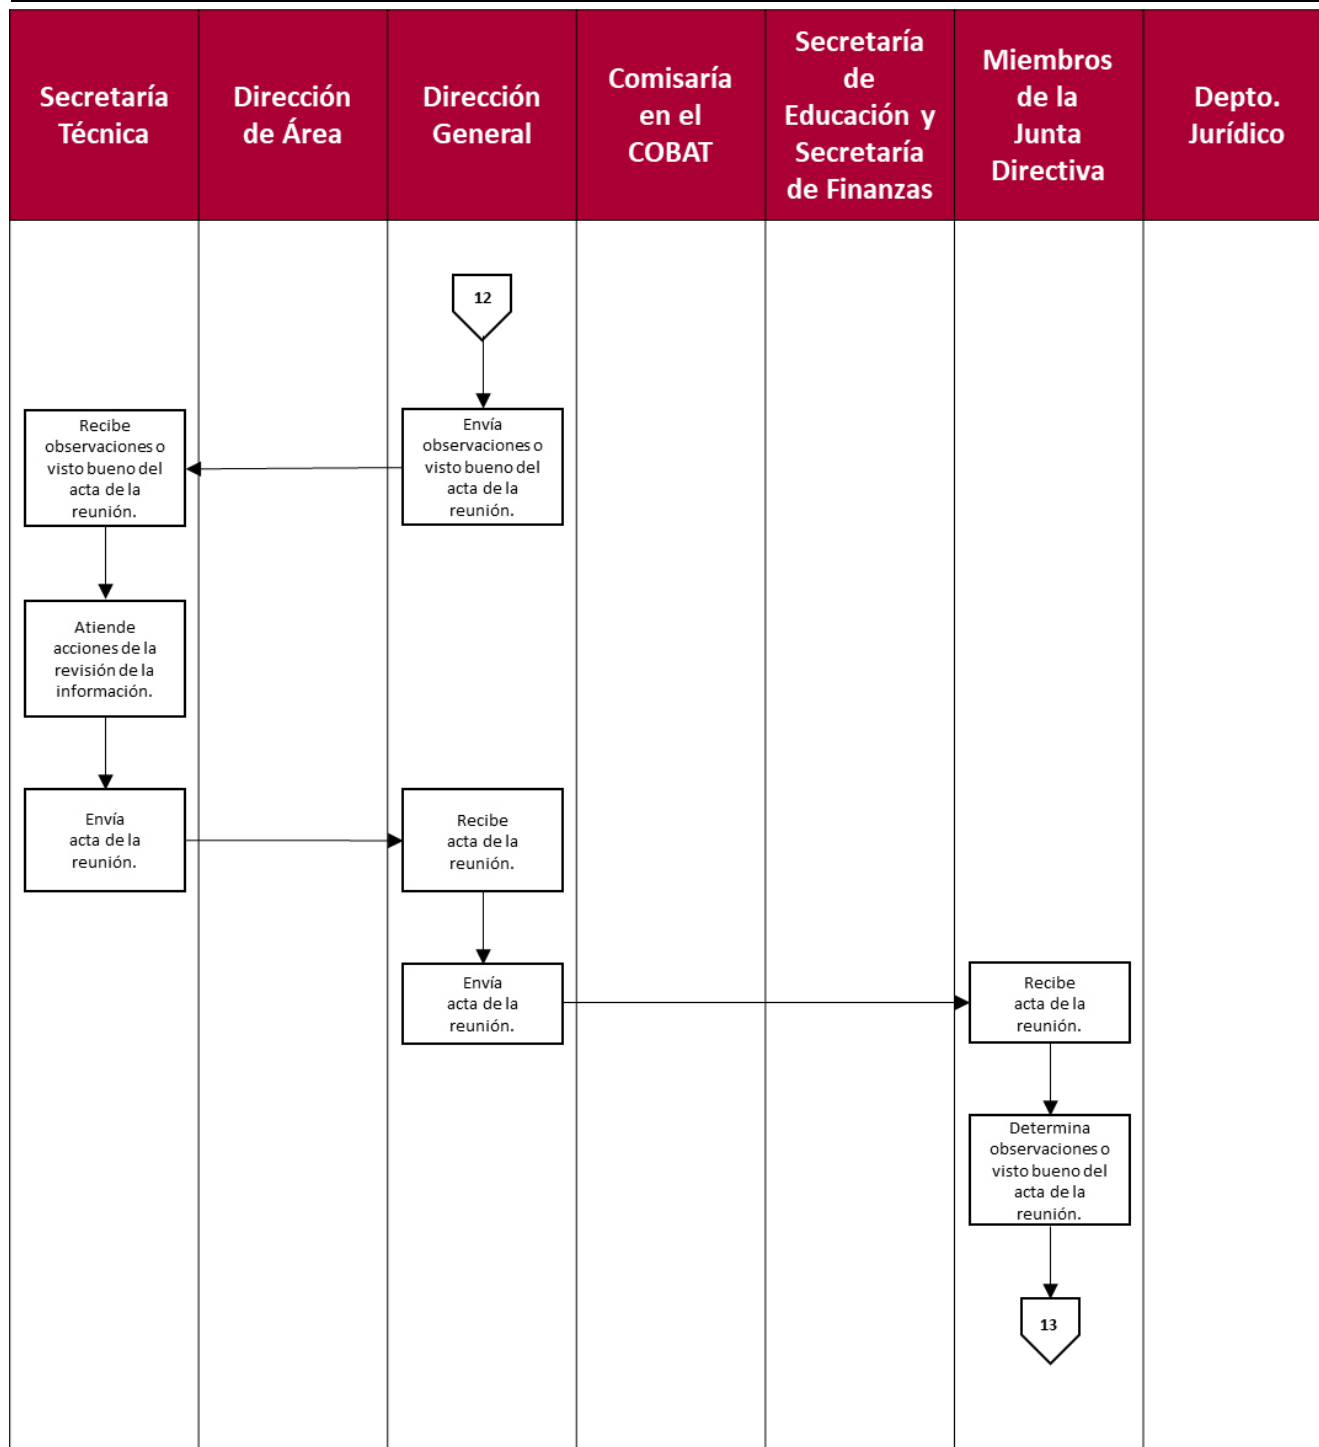 Secretaría
Técnica
Dirección
de Área
Dirección
General
Comisaría
en el
COBAT
Secretaría
de
Educación y
Secretaría
de Finanzas
Miembros
de la
Junta
Directiva
Depto.
Jurídico
12
Recibe
observaciones o
visto bueno del
acta de la
reunión.
Envía
observaciones o
visto bueno del
acta de la
reunión.
Atiende
acciones de la
revisión de la
información.
Envía
acta de la
reunión.
Recibe
acta de la
reunión.
Envía
acta de la
reunión.
Recibe
acta de la
reunión.
Determina
observaciones o
visto bueno del
acta de la
reunión.
13